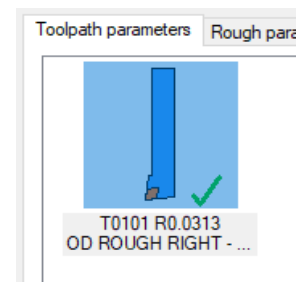 Toolpath parameters
Rough para
T0101 R0.0313
OD ROUGH RIGHT - ...